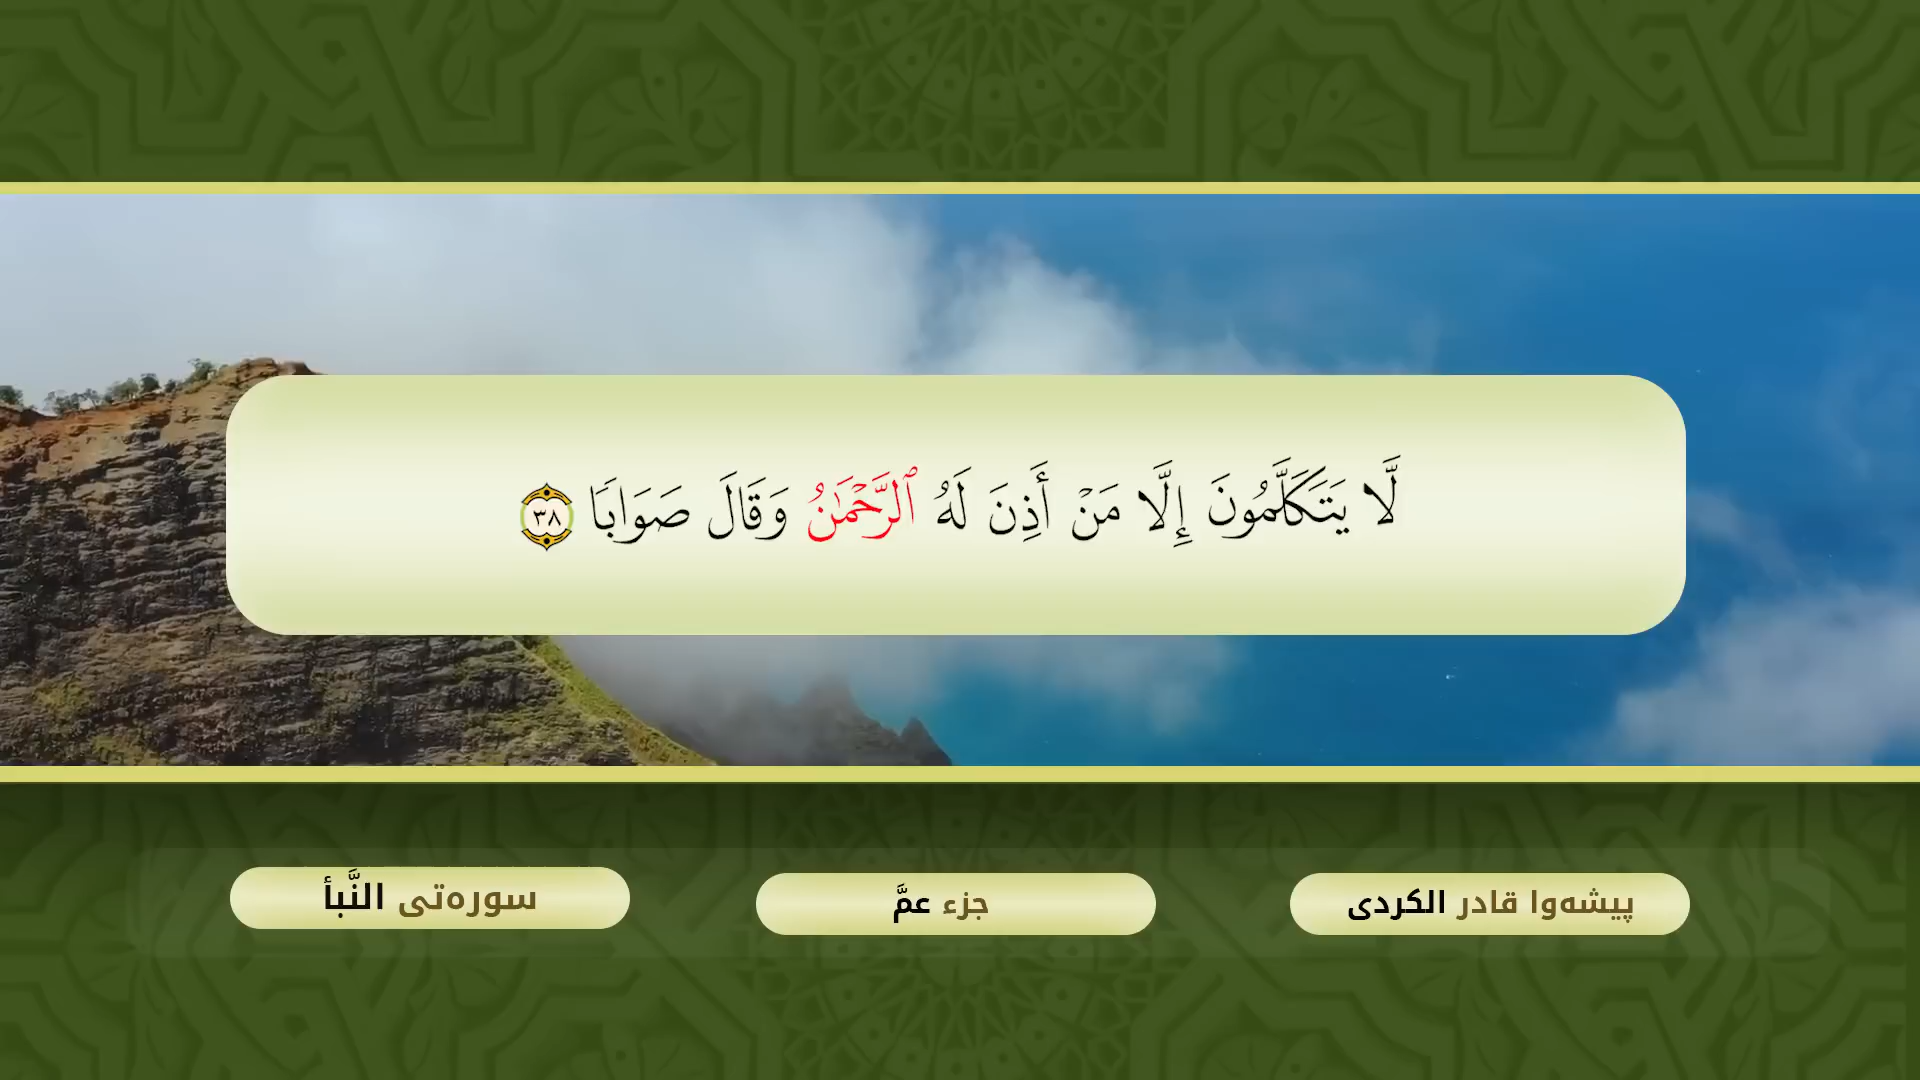 لَّا يَتَكَلَّمُونَ إِلَّا مَنْ أَذِنَ لَهُ ٱلرَّحْمَٰنُ وَقَالَ صَوَابًا ٣٨
پیشەوا قادر الكردی
جزء عمَّ
سورەتی النَّبأ